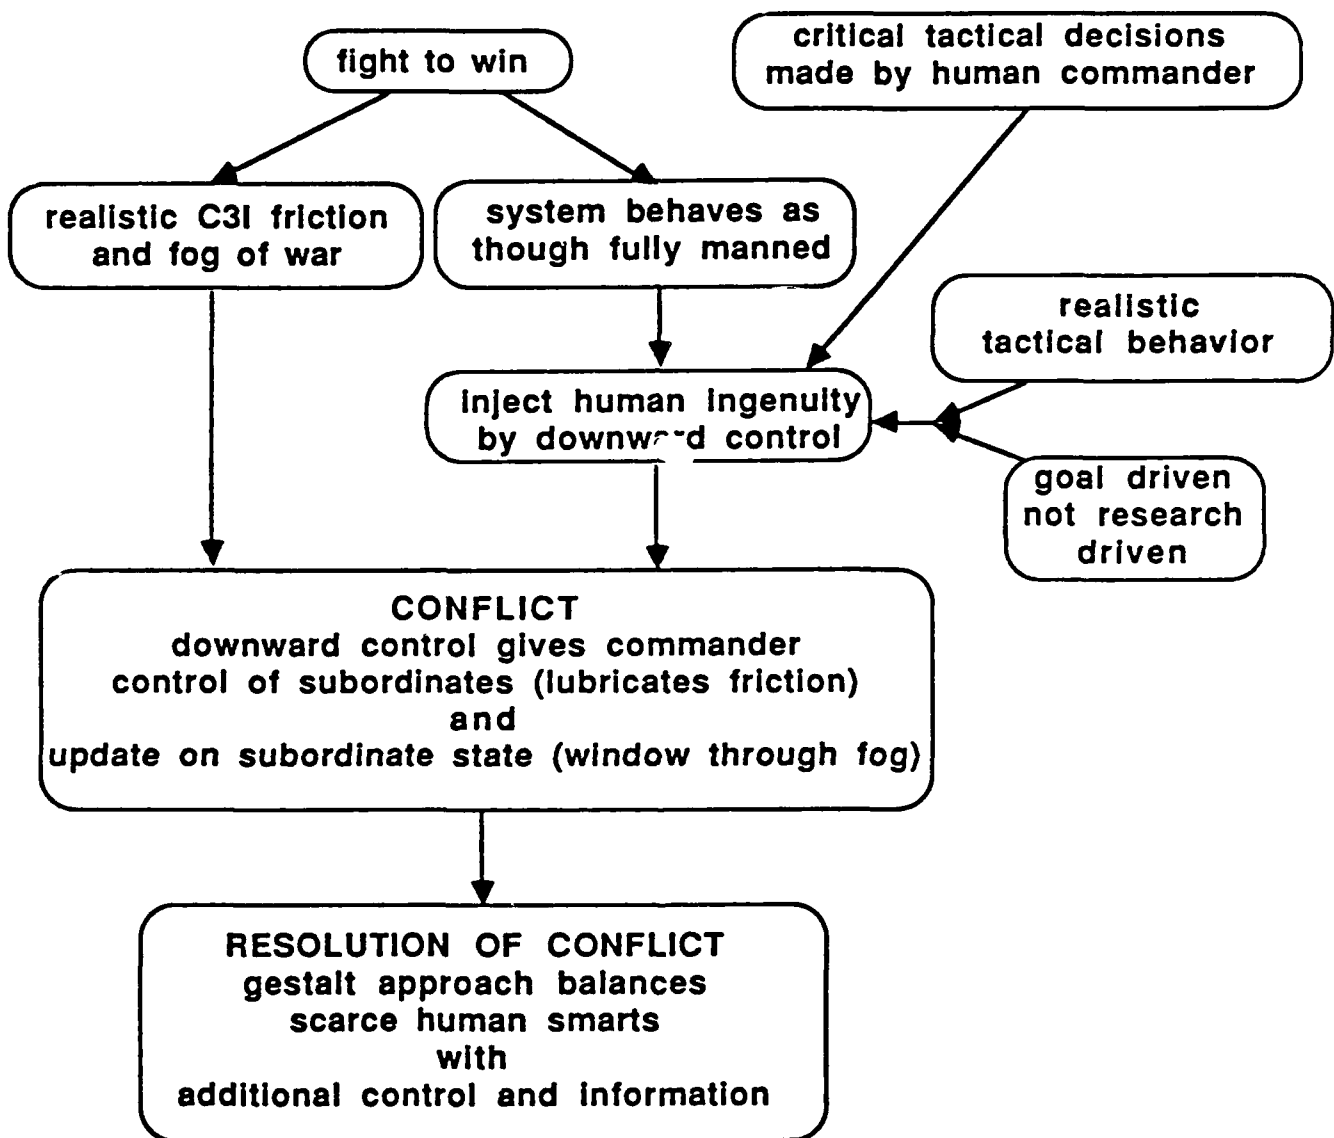 fight to win
critical tactical decisions
made by human commander
realistic C3I friction
and fog of war
system behaves as
though fully manned
realistic
tactical behavior
inject human ingenuity
by downward control
goal driven
not research
driven
CONFLICT
downward control gives commander
control of subordinates (lubricates friction)
and
update on subordinate state (window through fog)
RESOLUTION OF CONFLICT
gestalt approach balances
scarce human smarts
with
additional control and information